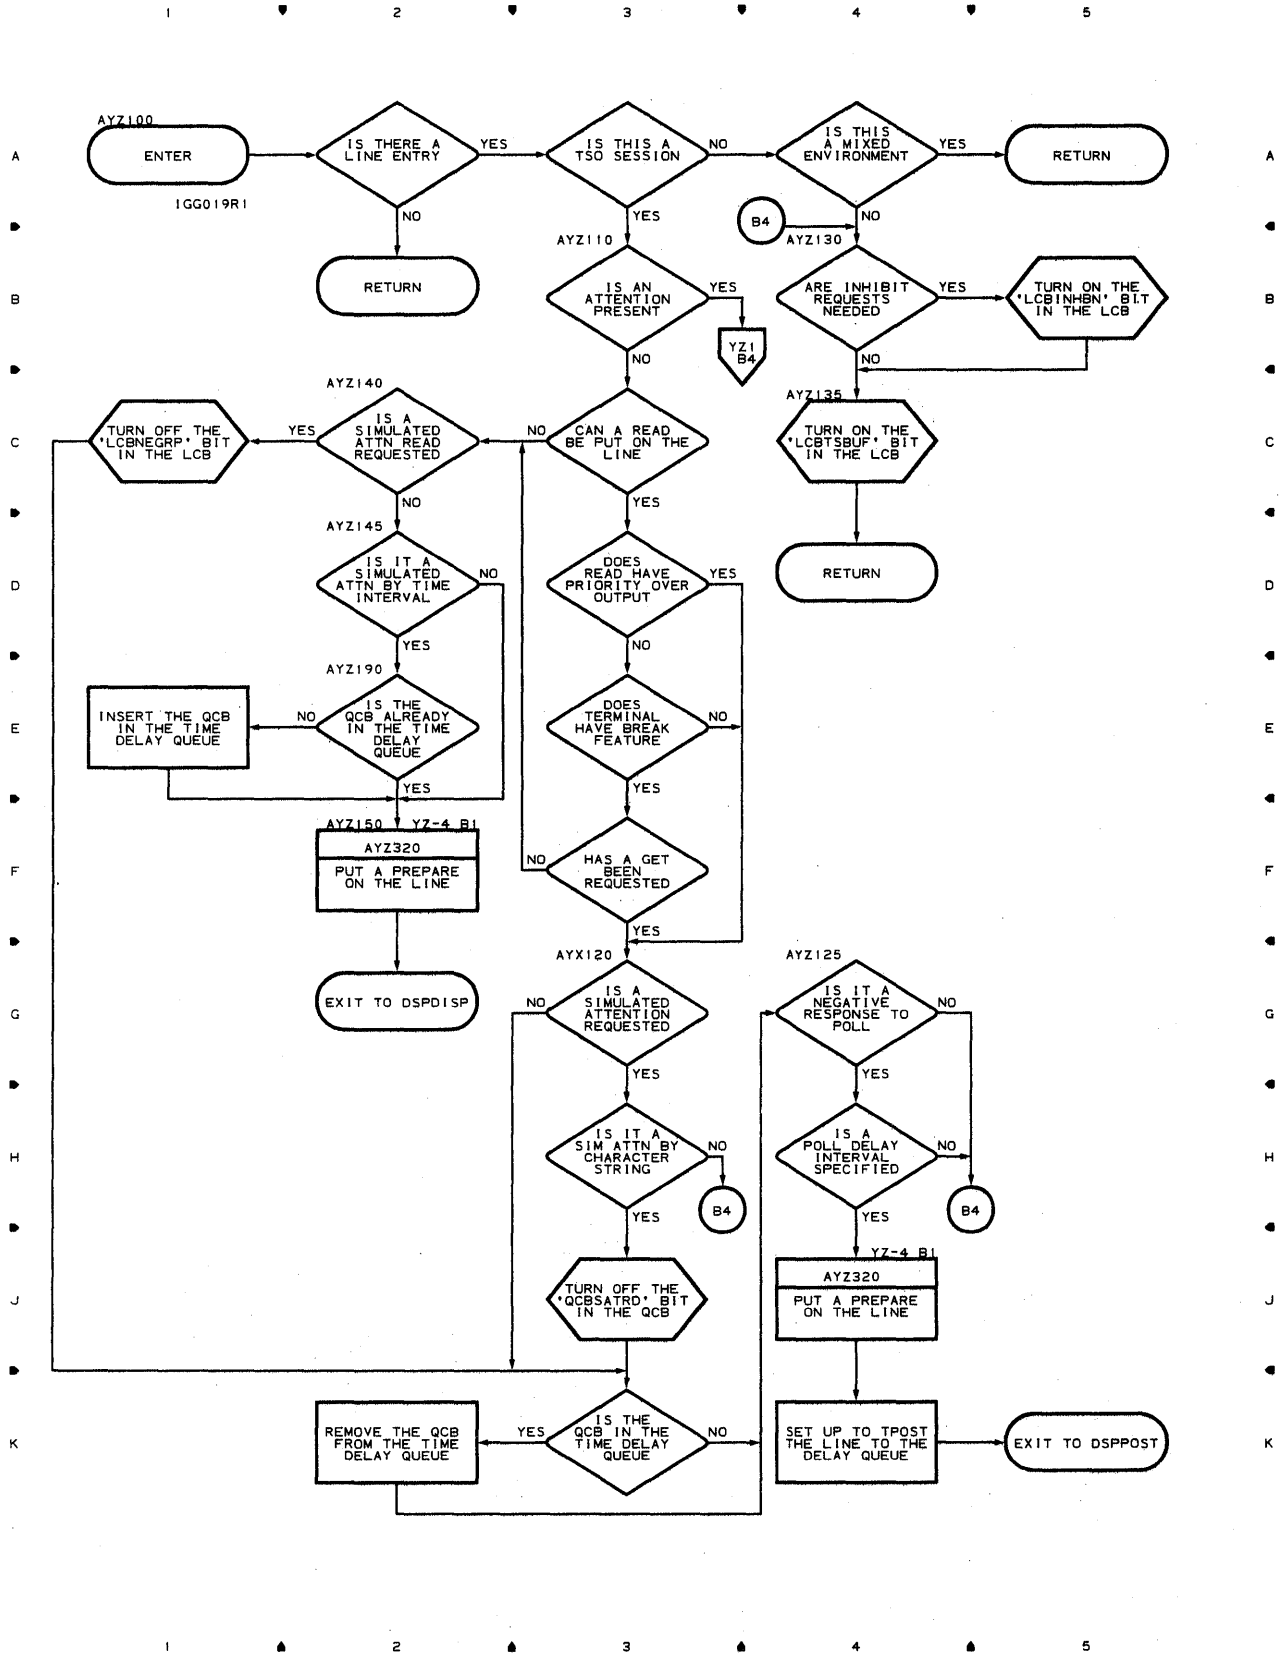 1 2 3 4 5
AYZ100
ENTER
IGG019R1
IS THERE A
LINE ENTRY
YES
NO
RETURN
IS THIS A
TSO SESSION
NO
YES
IS THIS
A MIXED
ENVIRONMENT
YES
NO
RETURN
A
A
B4
AYZ110
IS AN
ATTENTION
PRESENT
YES
NO
YZ1
B4
AYZ130
ARE INHIBIT
REQUESTS
NEEDED
YES
NO
TURN ON THE
'LCBINHBN' BIT
IN THE LCB
B
B
TURN OFF THE
'LCBNEGRP' BIT
IN THE LCB
AYZ140
IS A
SIMULATED
ATTN READ
REQUESTED
YES
NO
CAN A READ
BE PUT ON THE
LINE
NO
YES
AYZ135
TURN ON THE
'LCBTSBUF' BIT
IN THE LCB
C
C
AYZ145
IS IT A
SIMULATED
ATTN BY TIME
INTERVAL
NO
YES
DOES
READ HAVE
PRIORITY OVER
OUTPUT
YES
NO
RETURN
D
D
INSERT THE QCB
IN THE TIME
DELAY QUEUE
AYZ190
IS THE
QCB ALREADY
IN THE TIME
DELAY
QUEUE
NO
YES
DOES
TERMINAL
HAVE BREAK
FEATURE
NO
YES
E
E
AYZ150 YZ-4 B1
AYZ320
PUT A PREPARE
ON THE LINE
HAS A GET
BEEN
REQUESTED
NO
YES
F
F
EXIT TO DSPDISP
AYX120
IS A
SIMULATED
ATTENTION
REQUESTED
NO
YES
AYZ125
IS IT A
NEGATIVE
RESPONSE TO
POLL
NO
YES
G
G
IS IT A
SIM ATTN BY
CHARACTER
STRING
NO
YES
B4
IS A
POLL DELAY
INTERVAL
SPECIFIED
NO
YES
B4
H
H
TURN OFF THE
'QCBSATRD' BIT
IN THE QCB
YZ-4 B1
AYZ320
PUT A PREPARE
ON THE LINE
J
J
REMOVE THE QCB
FROM THE TIME
DELAY QUEUE
IS THE
QCB IN THE
TIME DELAY
QUEUE
YES
NO
SET UP TO TPOST
THE LINE TO THE
DELAY QUEUE
EXIT TO DSPPOST
K
K
1 2 3 4 5